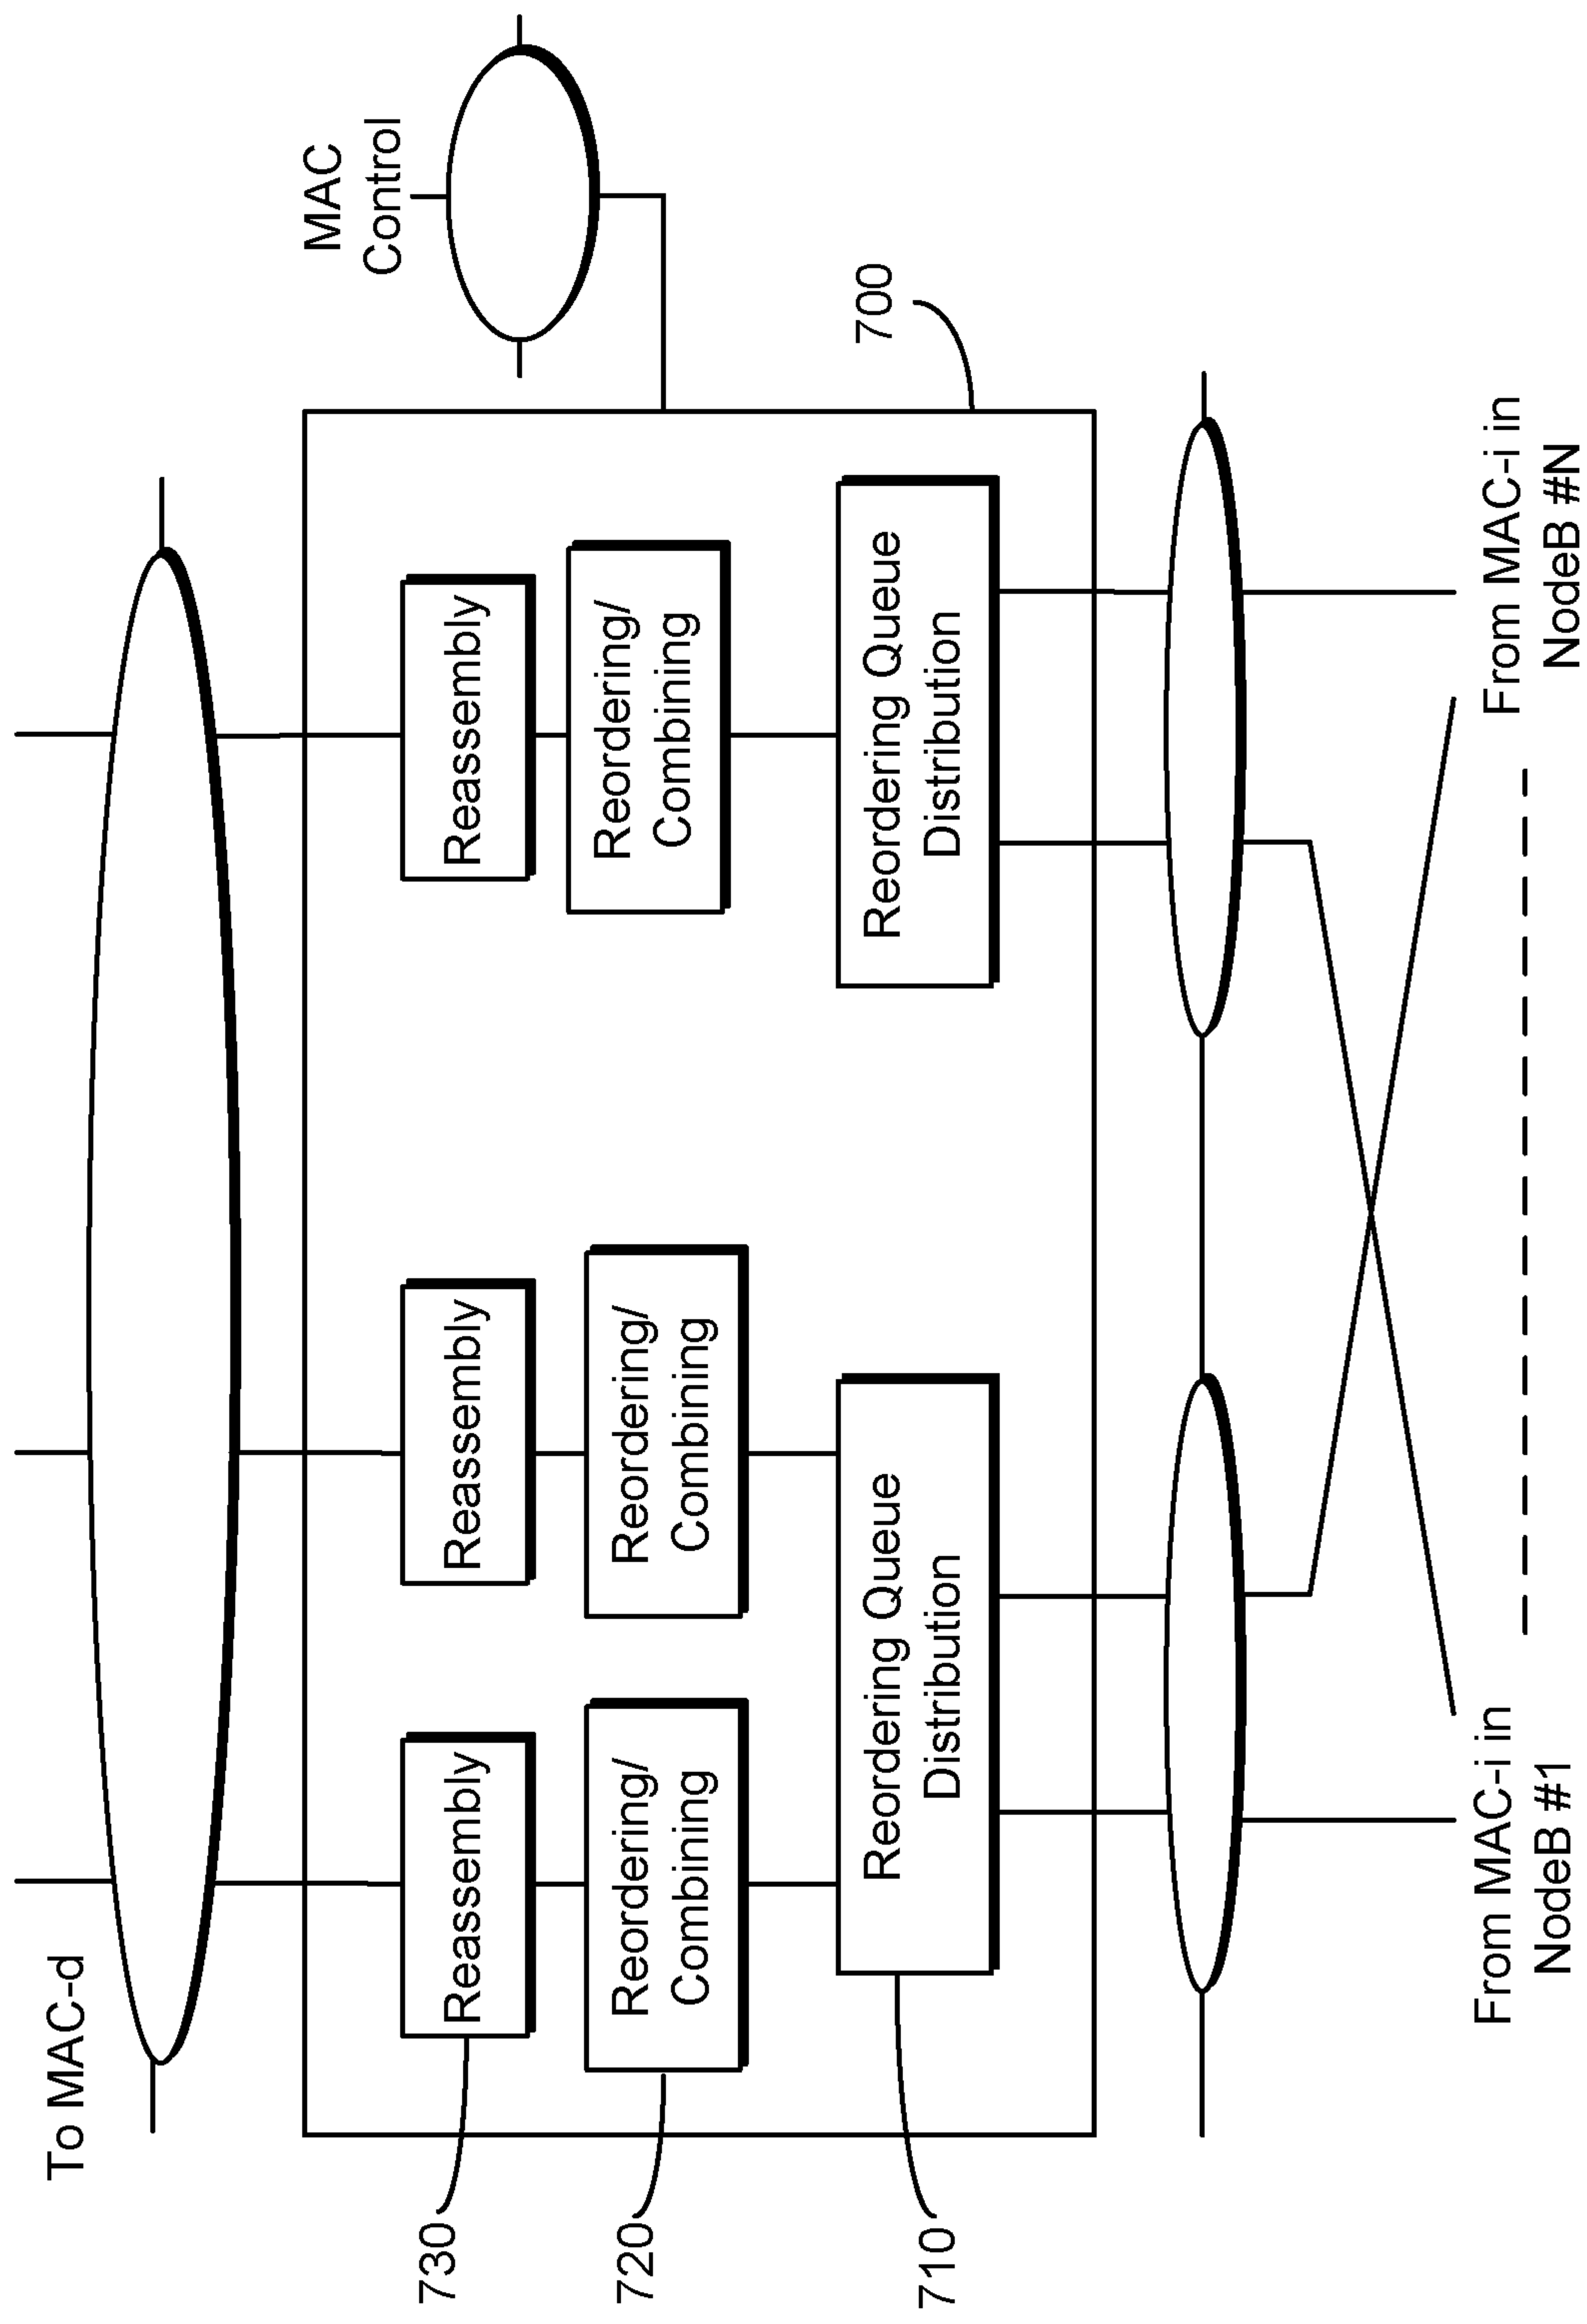 To MAC-d
MAC
Control
730
Reassembly
Reassembly
Reassembly
720
Reordering/
Combining
Reordering/
Combining
Reordering/
Combining
700
710
Reordering Queue
Distribution
Reordering Queue
Distribution
From MAC-i in
NodeB #1
From MAC-i in
NodeB #N